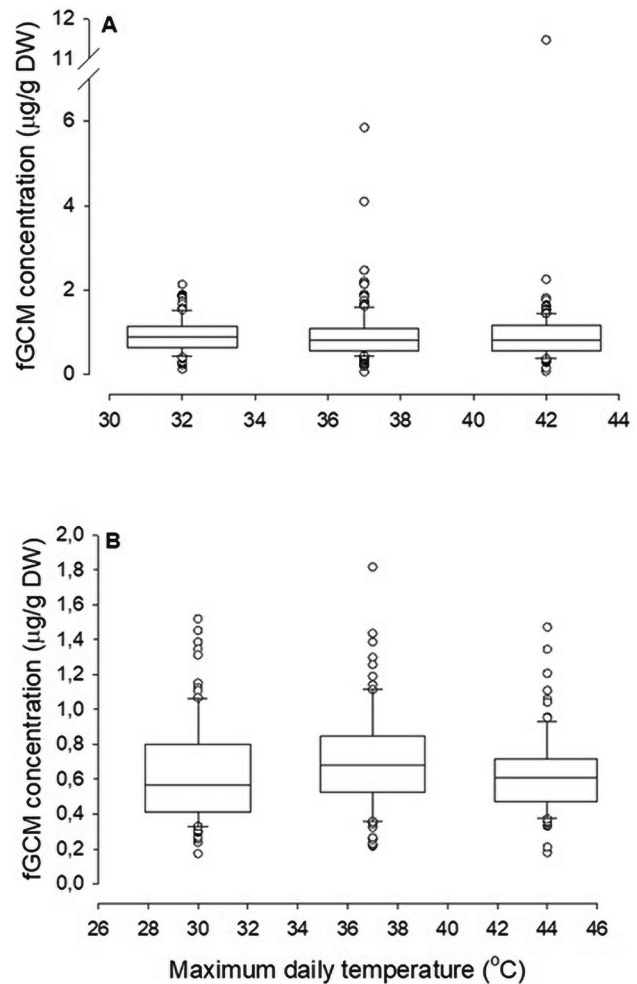 A
fGCM concentration (µg/g DW)
12
11
6
4
2
0
30 32 34 36 38 40 42 44
B
fGCM concentration (µg/g DW)
2,0
1,8
1,6
1,4
1,2
1,0
0,8
0,6
0,4
0,2
0,0
26 28 30 32 34 36 38 40 42 44 46
Maximum daily temperature (°C)